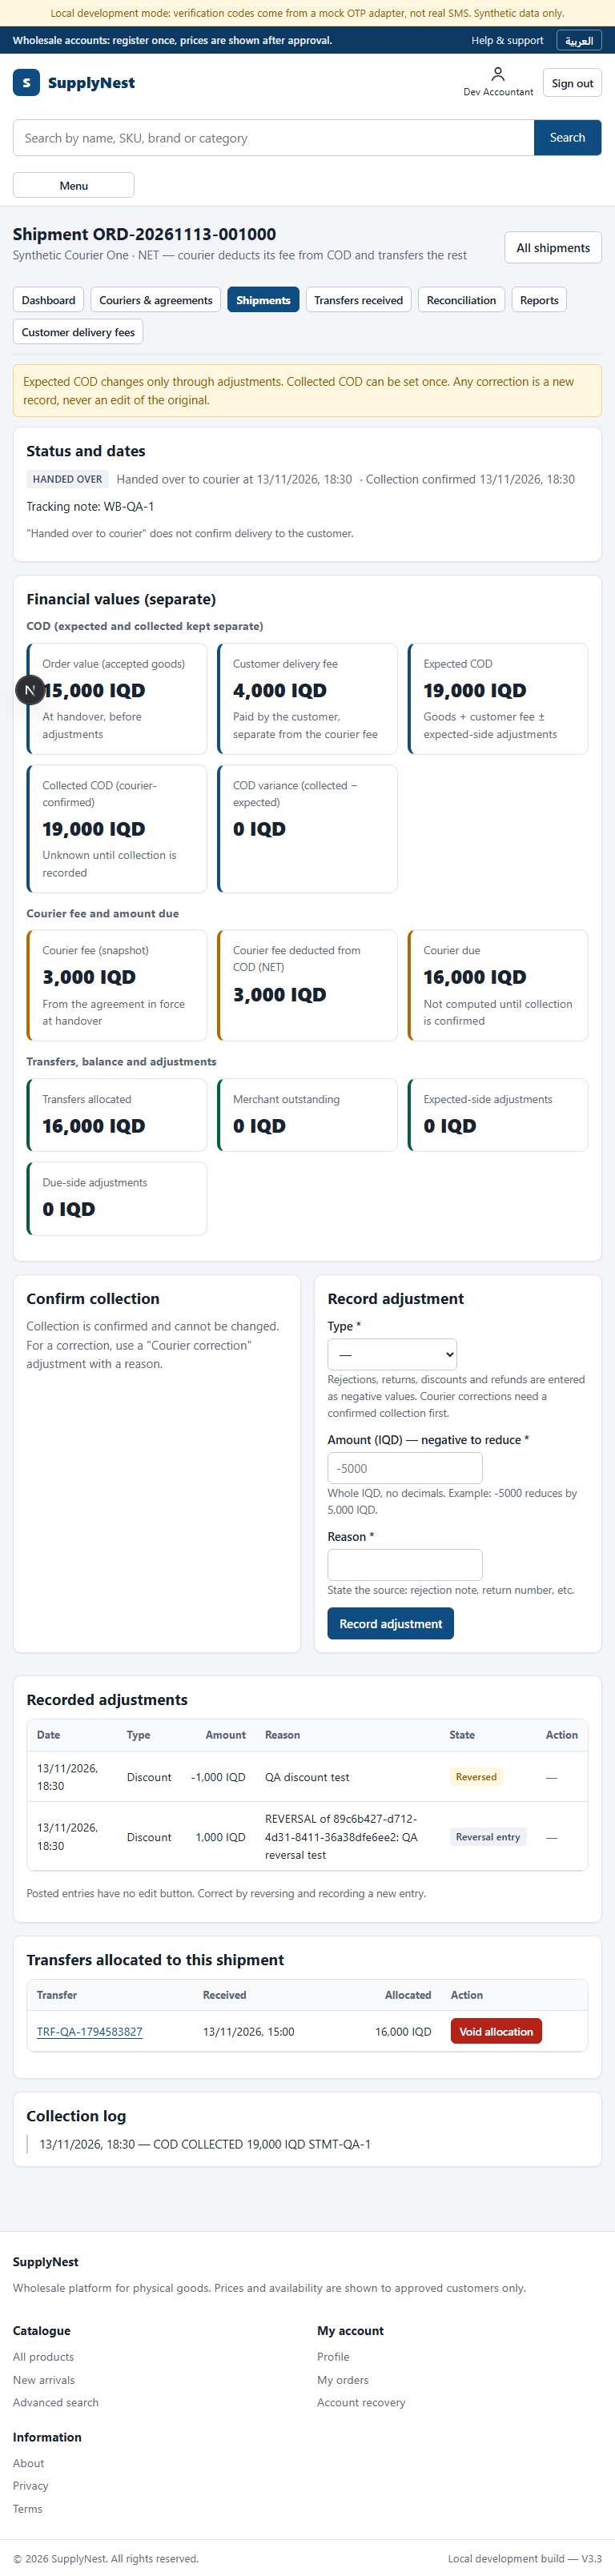 Local development mode: verification codes come from a mock OTP adapter, not real SMS. Synthetic data only.
Wholesale accounts: register once, prices are shown after approval.
Help & support
العربية
S
SupplyNest
Dev Accountant
Sign out
Search by name, SKU, brand or category
Search
Menu
Shipment ORD-20261113-001000
Synthetic Courier One · NET — courier deducts its fee from COD and transfers the rest
All shipments
Dashboard
Couriers & agreements
Shipments
Transfers received
Reconciliation
Reports
Customer delivery fees
Expected COD changes only through adjustments. Collected COD can be set once. Any correction is a new
record, never an edit of the original.
Status and dates
HANDED OVER
Handed over to courier at 13/11/2026, 18:30 · Collection confirmed 13/11/2026, 18:30
Tracking note: WB-QA-1
"Handed over to courier" does not confirm delivery to the customer.
Financial values (separate)
COD (expected and collected kept separate)
Order value (accepted goods)
15,000 IQD
At handover, before
adjustments
Customer delivery fee
4,000 IQD
Paid by the customer,
separate from the courier fee
Expected COD
19,000 IQD
Goods + customer fee ±
expected-side adjustments
N
Collected COD (courier-
confirmed)
19,000 IQD
Unknown until collection is
recorded
COD variance (collected −
expected)
0 IQD
Courier fee and amount due
Courier fee (snapshot)
3,000 IQD
From the agreement in force
at handover
Courier fee deducted from
COD (NET)
3,000 IQD
Courier due
16,000 IQD
Not computed until collection
is confirmed
Transfers, balance and adjustments
Transfers allocated
16,000 IQD
Merchant outstanding
0 IQD
Expected-side adjustments
0 IQD
Due-side adjustments
0 IQD
Confirm collection
Collection is confirmed and cannot be changed.
For a correction, use a "Courier correction"
adjustment with a reason.
Record adjustment
Type *
—
Rejections, returns, discounts and refunds are entered
as negative values. Courier corrections need a
confirmed collection first.
Amount (IQD) — negative to reduce *
-5000
Whole IQD, no decimals. Example: -5000 reduces by
5,000 IQD.
Reason *
State the source: rejection note, return number, etc.
Record adjustment
Recorded adjustments
Date Type Amount Reason State Action
13/11/2026,
18:30
Discount -1,000 IQD QA discount test Reversed —
13/11/2026,
18:30
Discount 1,000 IQD
REVERSAL of 89c6b427-d712-
4d31-8411-36a38dfe6ee2: QA
reversal test
Reversal entry —
Posted entries have no edit button. Correct by reversing and recording a new entry.
Transfers allocated to this shipment
Transfer Received Allocated Action
TRF-QA-1794583827 13/11/2026, 15:00 16,000 IQD Void allocation
Collection log
13/11/2026, 18:30 — COD COLLECTED 19,000 IQD STMT-QA-1
SupplyNest
Wholesale platform for physical goods. Prices and availability are shown to approved customers only.
Catalogue
All products
New arrivals
Advanced search
My account
Profile
My orders
Account recovery
Information
About
Privacy
Terms
© 2026 SupplyNest. All rights reserved.
Local development build — V3.3